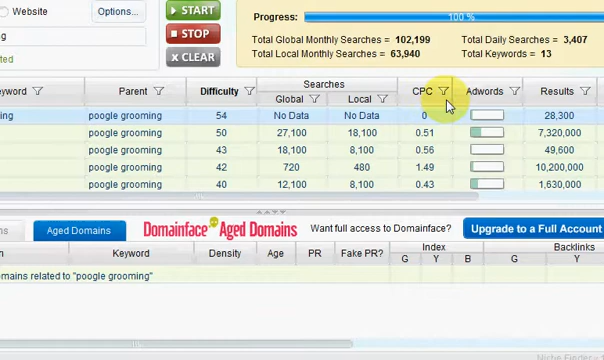 Website
Options...
START
STOP
CLEAR
Progress:
100 %
Total Global Monthly Searches = 102,199
Total Daily Searches = 3,407
Total Local Monthly Searches = 63,940
Total Keywords = 13
Parent
Difficulty
Searches
Global
Local
CPC
Adwords
Results
poogle grooming 54 No Data No Data 0 28,300
poogle grooming 50 27,100 18,100 0.51 7,320,000
poogle grooming 43 18,100 8,100 0.56 49,600
poogle grooming 42 720 480 1.49 10,200,000
poogle grooming 40 12,100 8,100 0.43 1,630,000
Aged Domains
Domainface Aged Domains
Want full access to Domainface?
Upgrade to a Full Account
Keyword
Density
Age
PR
Fake PR?
Index
Backlinks
G Y B G Y
related to "poogle grooming"
Niche Finder